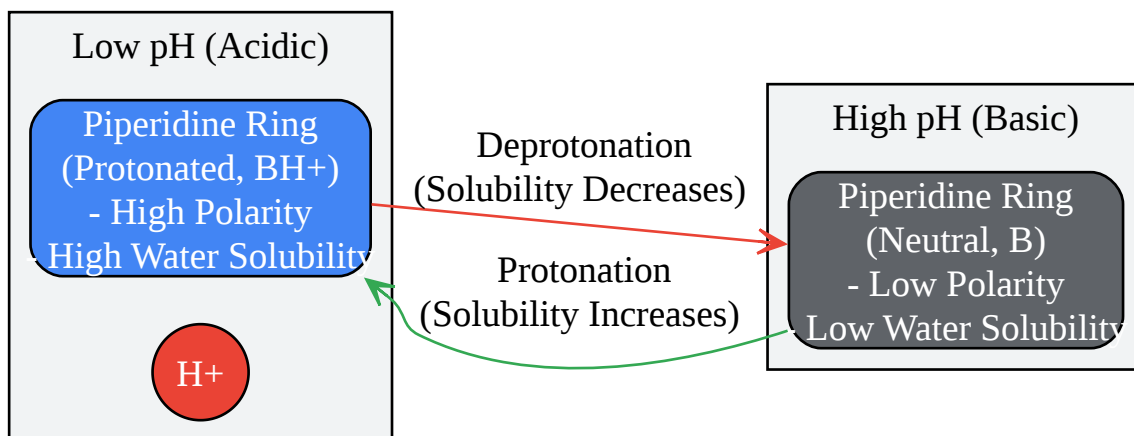 Low pH (Acidic)
Piperidine Ring
(Protonated, BH+)
- High Polarity
- High Water Solubility
H+
Deprotonation
(Solubility Decreases)
Protonation
(Solubility Increases)
High pH (Basic)
Piperidine Ring
(Neutral, B)
- Low Polarity
- Low Water Solubility